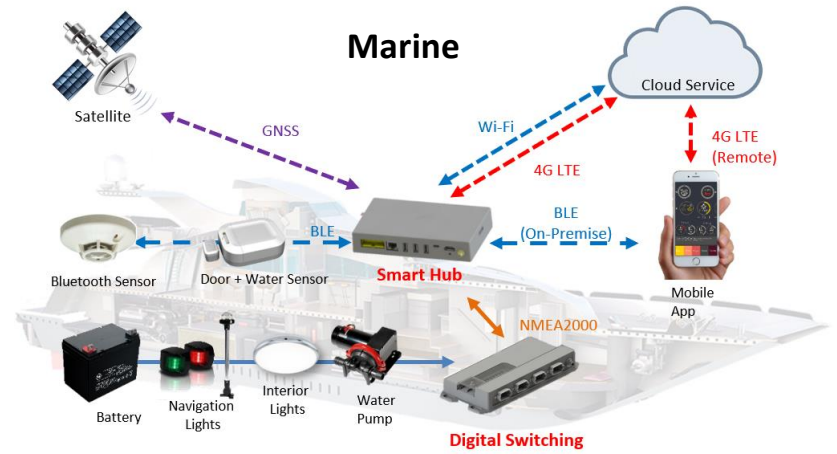 Marine
Satellite
GNSS
Wi-Fi
4G LTE
Cloud Service
4G LTE
(Remote)
BLE
BLE
(On-Premise)
Bluetooth Sensor
Door + Water Sensor
Smart Hub
Mobile
App
NMEA2000
Battery
Navigation
Lights
Interior
Lights
Water
Pump
Digital Switching